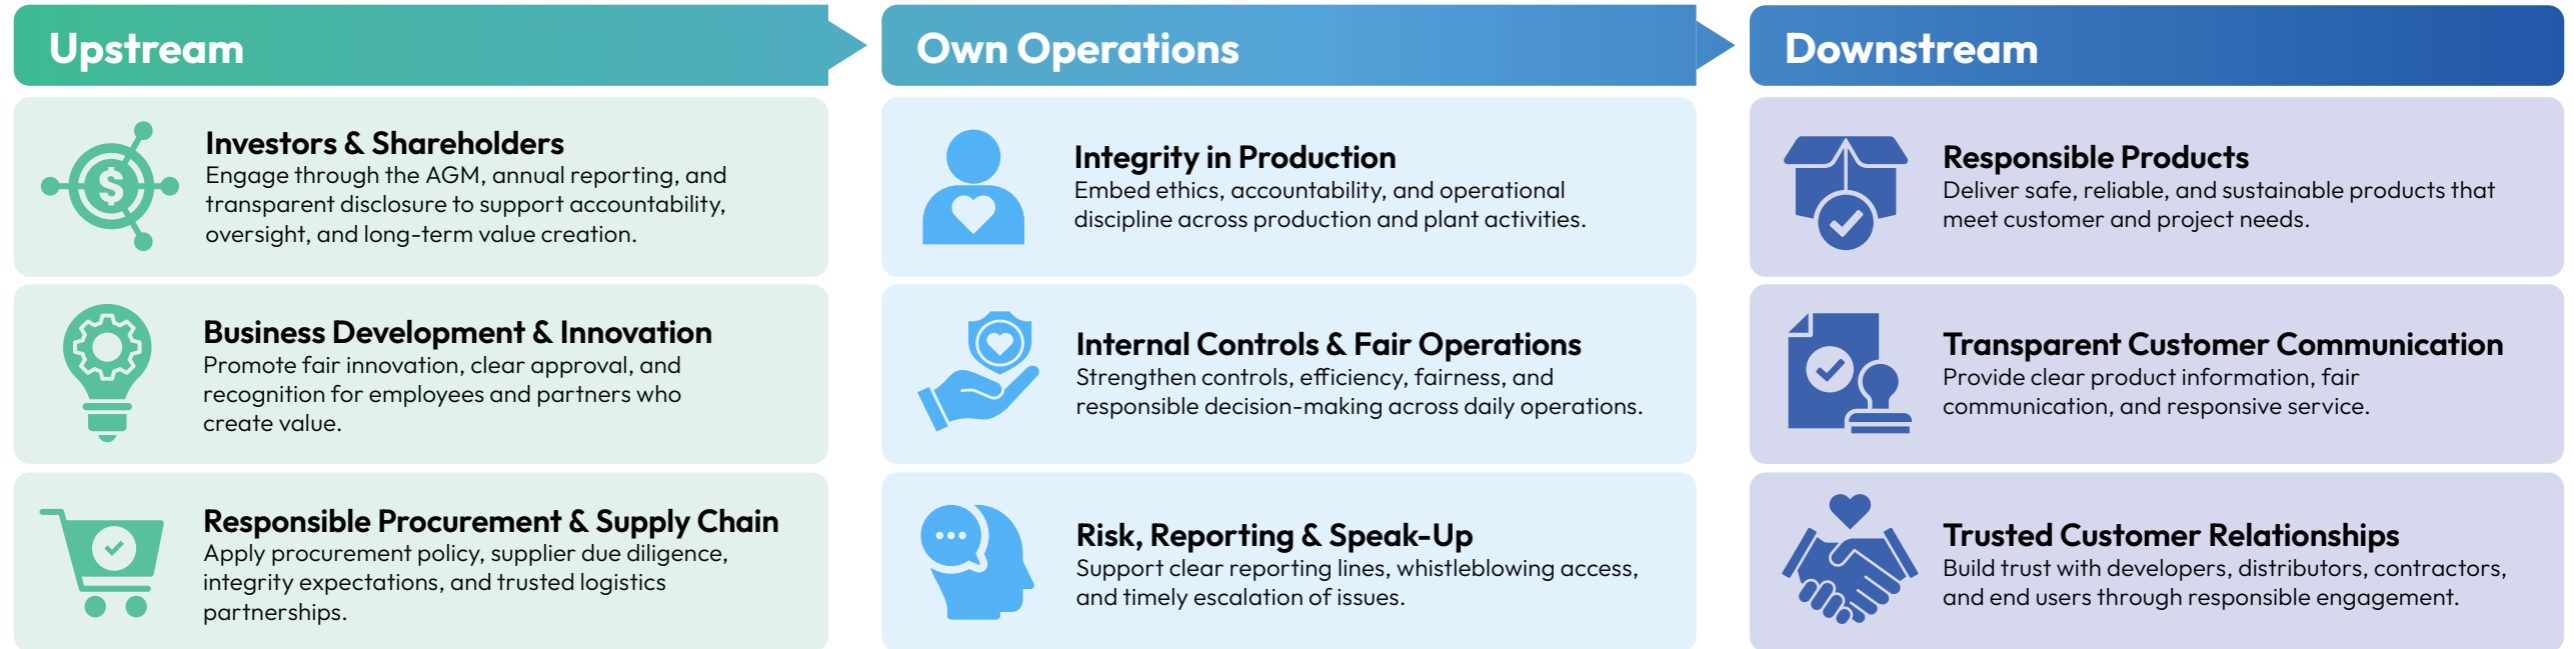 Upstream
Investors & Shareholders
Engage through the AGM, annual reporting, and
transparent disclosure to support accountability,
oversight, and long-term value creation.
Business Development & Innovation
Promote fair innovation, clear approval, and
recognition for employees and partners who
create value.
Responsible Procurement & Supply Chain
Apply procurement policy, supplier due diligence,
integrity expectations, and trusted logistics
partnerships.
Own Operations
Integrity in Production
Embed ethics, accountability, and operational
discipline across production and plant activities.
Internal Controls & Fair Operations
Strengthen controls, efficiency, fairness, and
responsible decision-making across daily operations.
Risk, Reporting & Speak-Up
Support clear reporting lines, whistleblowing access,
and timely escalation of issues.
Downstream
Responsible Products
Deliver safe, reliable, and sustainable products that
meet customer and project needs.
Transparent Customer Communication
Provide clear product information, fair
communication, and responsive service.
Trusted Customer Relationships
Build trust with developers, distributors, contractors,
and end users through responsible engagement.